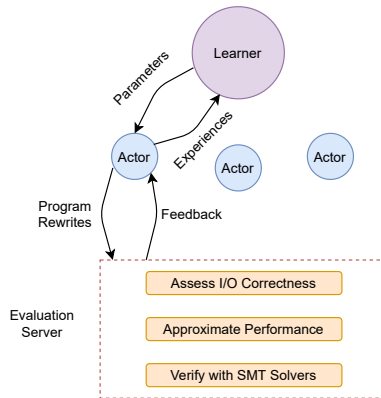 Learner
Parameters
Experiences
Actor
Actor
Actor
Program
Rewrites
Feedback
Evaluation
Server
Assess I/O Correctness
Approximate Performance
Verify with SMT Solvers